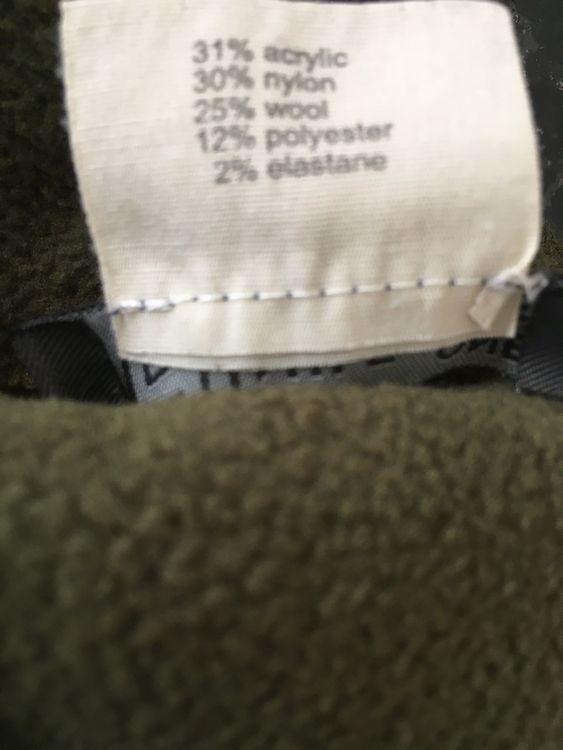 31% acrylic
30% nylon
25% wool
12% polyester
2% elastane